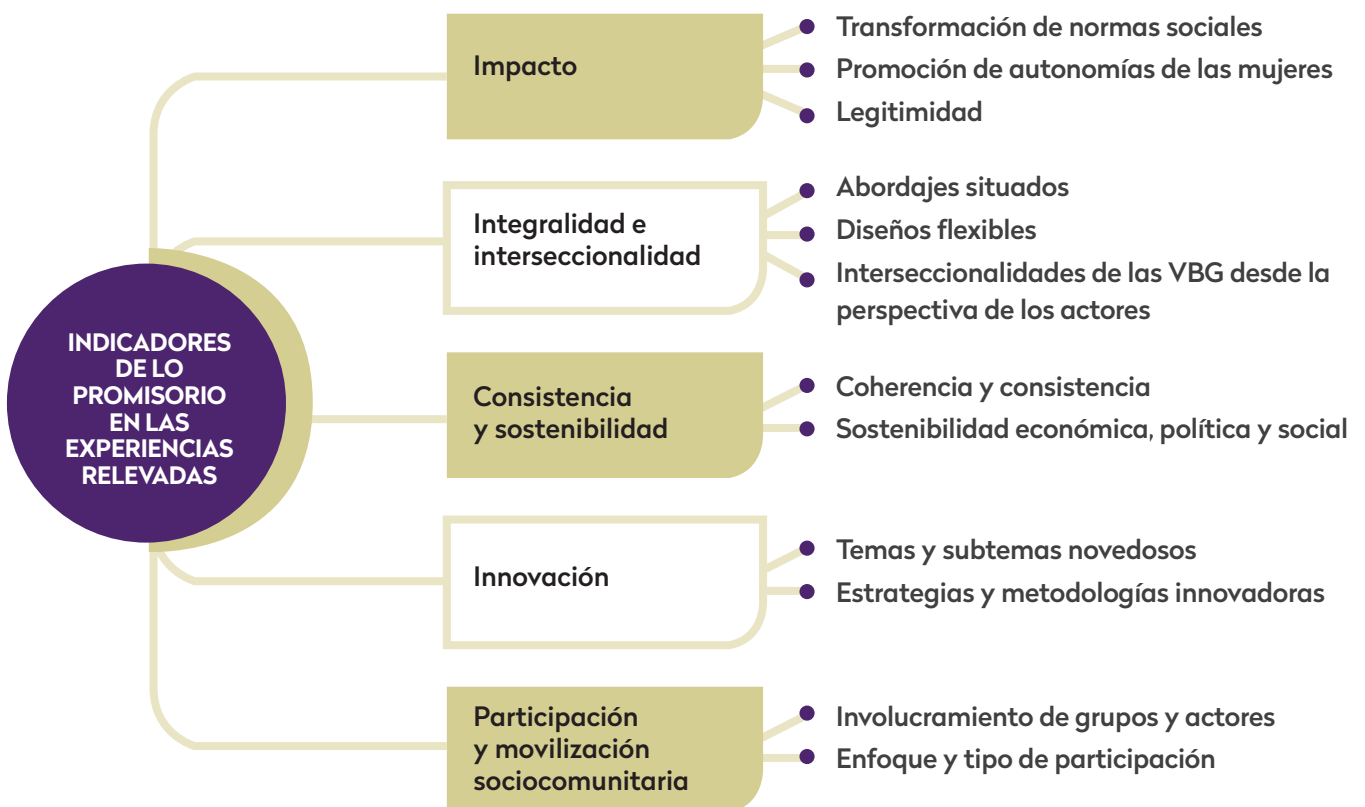 INDICADORES
DE LO
PROMISORIO
EN LAS
EXPERIENCIAS
RELEVADAS
Impacto
Transformación de normas sociales
Promoción de autonomías de las mujeres
Legitimidad
Integralidad e
interseccionalidad
Abordajes situados
Diseños flexibles
Interseccionalidades de las VBG desde la
perspectiva de los actores
Consistencia
y sostenibilidad
Coherencia y consistencia
Sostenibilidad económica, política y social
Innovación
Temas y subtemas novedosos
Estrategias y metodologías innovadoras
Participación
y movilización
sociocomunitaria
Involucramiento de grupos y actores
Enfoque y tipo de participación